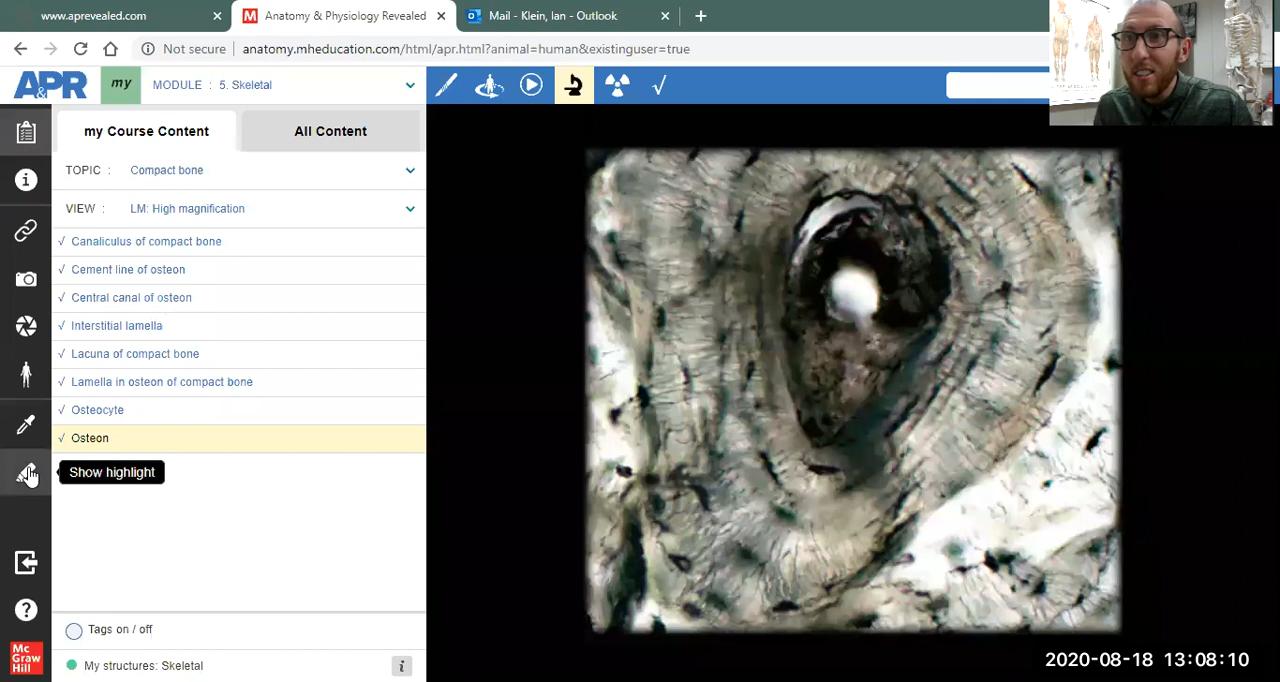 www.aprevealed.com
Anatomy & Physiology Revealed
Mail - Klein, Ian - Outlook
Not secure
anatomy.mheducation.com/html/apr.html?animal=human&existinguser=true
A&PR
my
MODULE : 5. Skeletal
my Course Content
All Content
TOPIC : Compact bone
VIEW : LM: High magnification
√ Canaliculus of compact bone
√ Cement line of osteon
√ Central canal of osteon
√ Interstitial lamella
√ Lacuna of compact bone
√ Lamella in osteon of compact bone
√ Osteocyte
√ Osteon
Show highlight
Tags on / off
Mc
Graw
Hill
My structures: Skeletal
2020-08-18 13:08:10